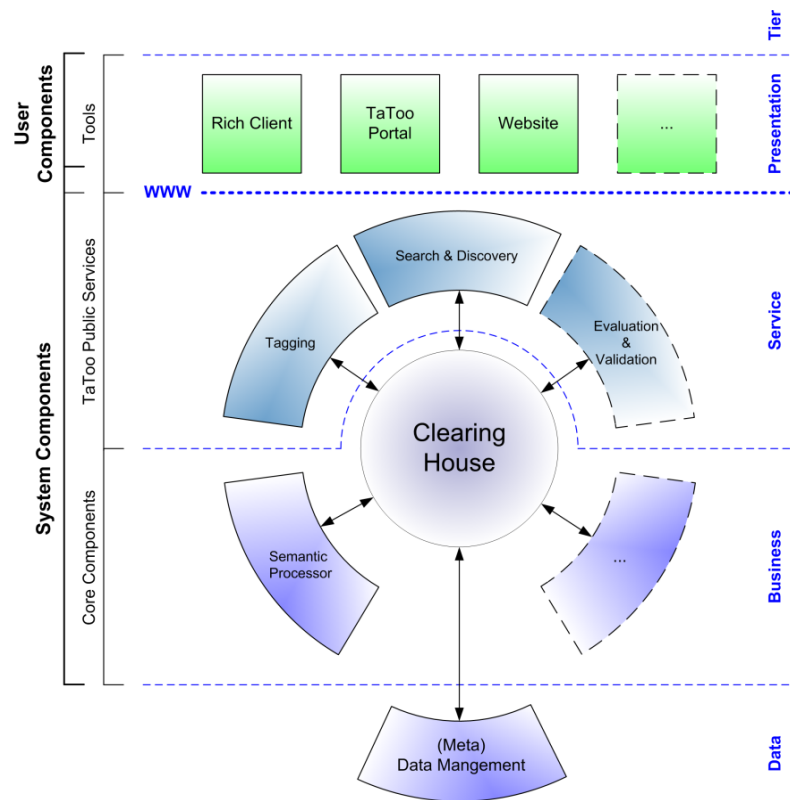 Tier
User
Components
Tools
Rich Client
TaToo
Portal
Website
...
Presentation
WWW
System Components
TaToo Public Services
Search & Discovery
Tagging
Evaluation
&
Validation
Service
Clearing
House
Core Components
Semantic
Processor
...
Business
(Meta)
Data Mangement
Data